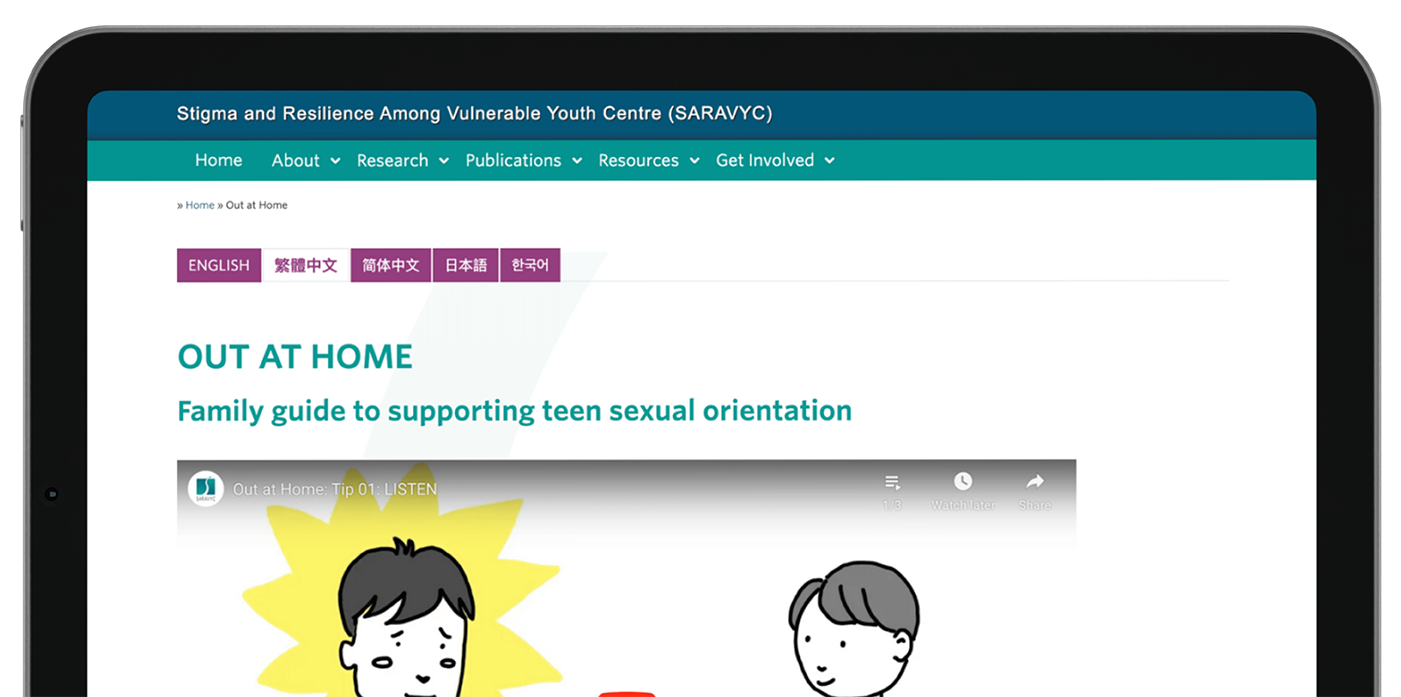 Stigma and Resilience Among Vulnerable Youth Centre (SARAVYC)
Home About Research Publications Resources Get Involved
» Home » Out at Home
ENGLISH 繁體中文 简体中文 日本語 한국어
OUT AT HOME
Family guide to supporting teen sexual orientation
SARAVYC
Out at Home: Tip 01: LISTEN
1/3 Watch later Share